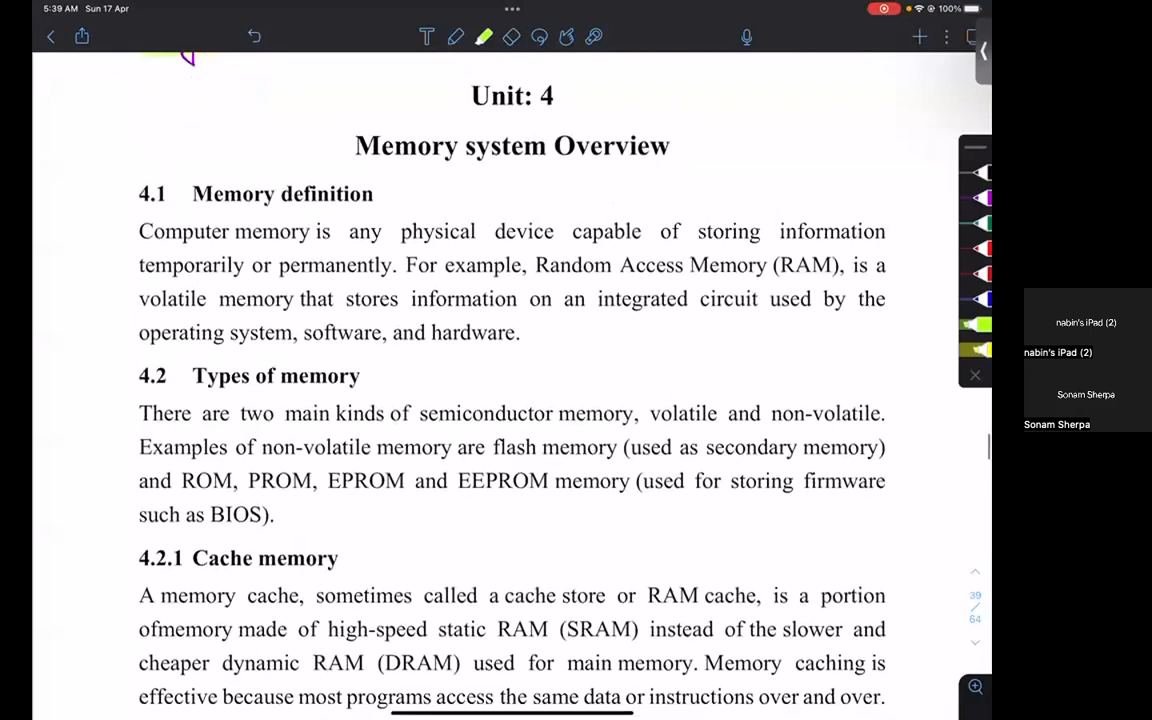 5:39 AM Sun 17 Apr
100%
Unit: 4
Memory system Overview
4.1 Memory definition
Computer memory is any physical device capable of storing information
temporarily or permanently. For example, Random Access Memory (RAM), is a
volatile memory that stores information on an integrated circuit used by the
operating system, software, and hardware.
4.2 Types of memory
There are two main kinds of semiconductor memory, volatile and non-volatile.
Examples of non-volatile memory are flash memory (used as secondary memory)
and ROM, PROM, EPROM and EEPROM memory (used for storing firmware
such as BIOS).
4.2.1 Cache memory
A memory cache, sometimes called a cache store or RAM cache, is a portion
ofmemory made of high-speed static RAM (SRAM) instead of the slower and
cheaper dynamic RAM (DRAM) used for main memory. Memory caching is
effective because most programs access the same data or instructions over and over.
39
/
64
nabin's iPad (2)
nabin's iPad (2)
Sonam Sherpa
Sonam Sherpa